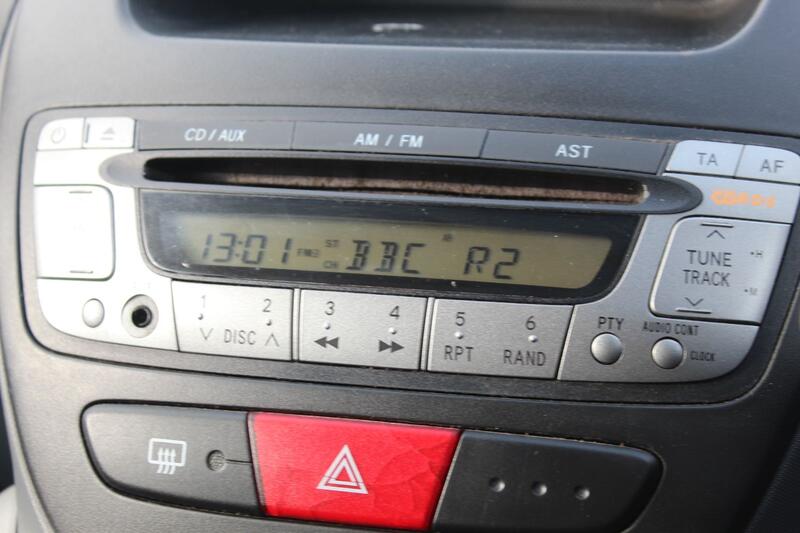 CD / AUX AM / FM AST TA AF
13:01 ST CH BBC R2
TUNE
TRACK
H
M
1 2
DISC
3 4
5 6
RPT RAND
PTY AUDIO CONT
CLOCK